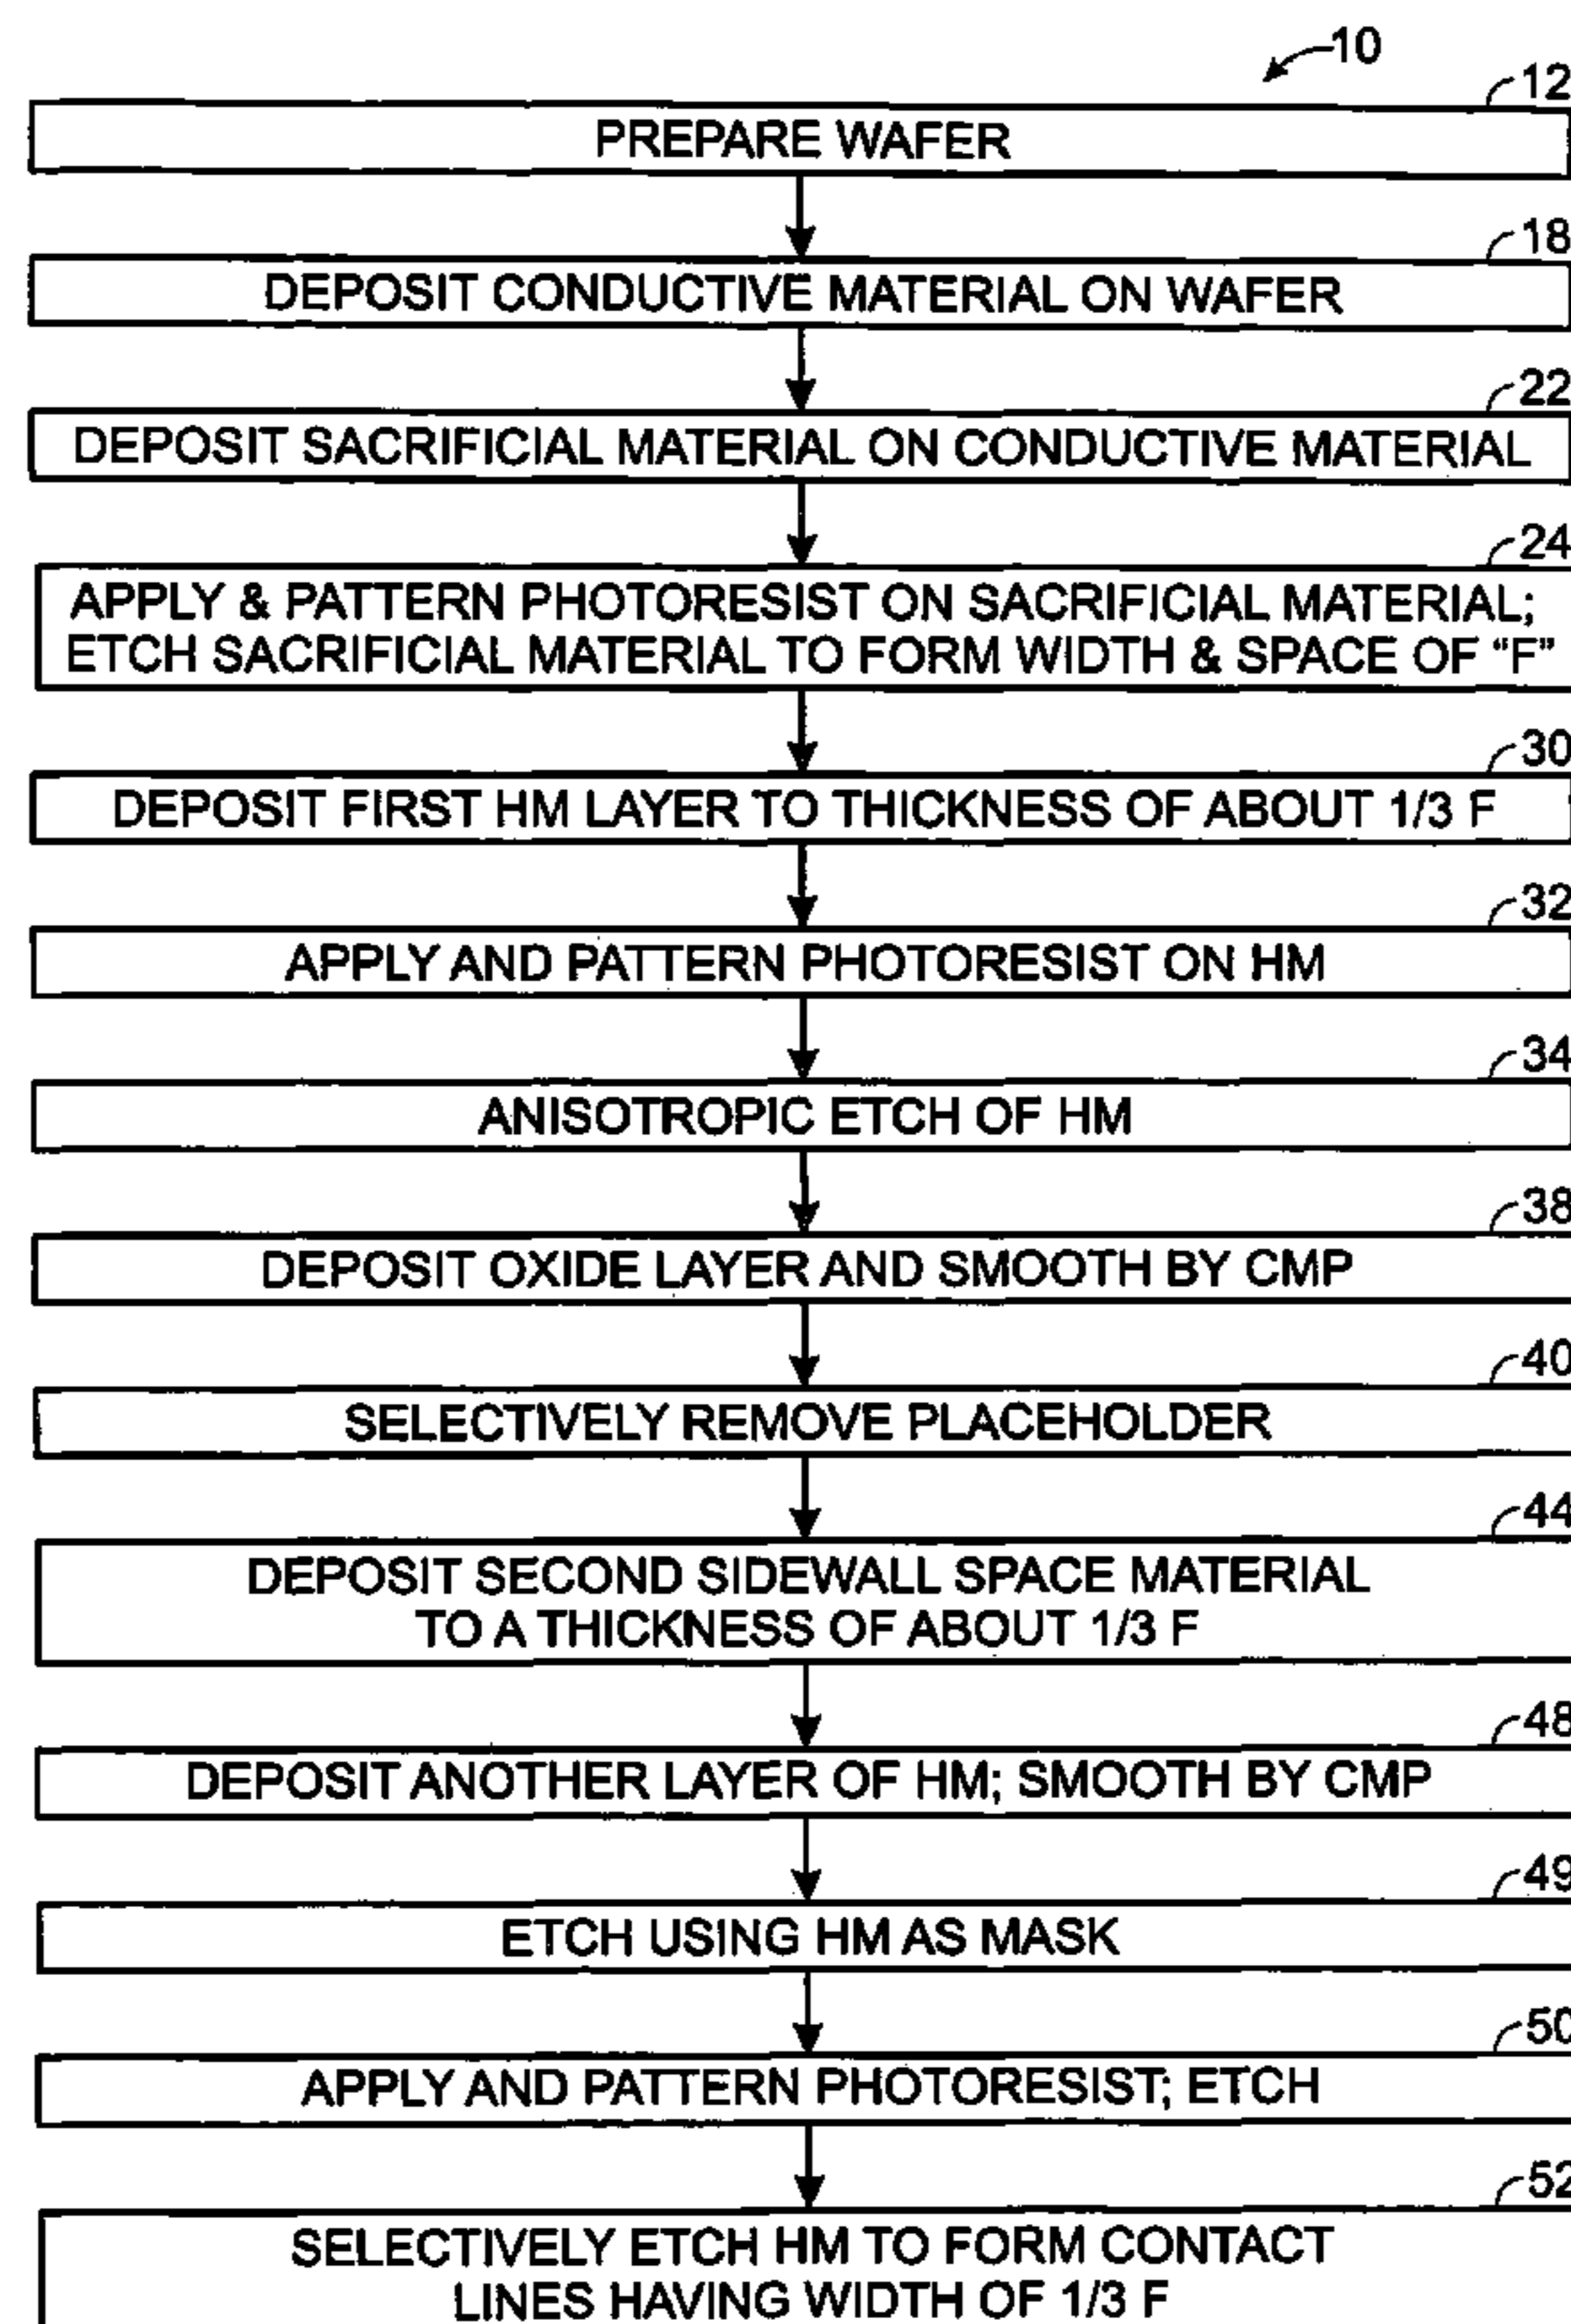 10
12
PREPARE WAFER
18
DEPOSIT CONDUCTIVE MATERIAL ON WAFER
22
DEPOSIT SACRIFICIAL MATERIAL ON CONDUCTIVE MATERIAL
24
APPLY & PATTERN PHOTORESIST ON SACRIFICIAL MATERIAL;
ETCH SACRIFICIAL MATERIAL TO FORM WIDTH & SPACE OF “F”
30
DEPOSIT FIRST HM LAYER TO THICKNESS OF ABOUT 1/3 F
32
APPLY AND PATTERN PHOTORESIST ON HM
34
ANISOTROPIC ETCH OF HM
38
DEPOSIT OXIDE LAYER AND SMOOTH BY CMP
40
SELECTIVELY REMOVE PLACEHOLDER
44
DEPOSIT SECOND SIDEWALL SPACE MATERIAL
TO A THICKNESS OF ABOUT 1/3 F
48
DEPOSIT ANOTHER LAYER OF HM; SMOOTH BY CMP
49
ETCH USING HM AS MASK
50
APPLY AND PATTERN PHOTORESIST; ETCH
52
SELECTIVELY ETCH HM TO FORM CONTACT
LINES HAVING WIDTH OF 1/3 F